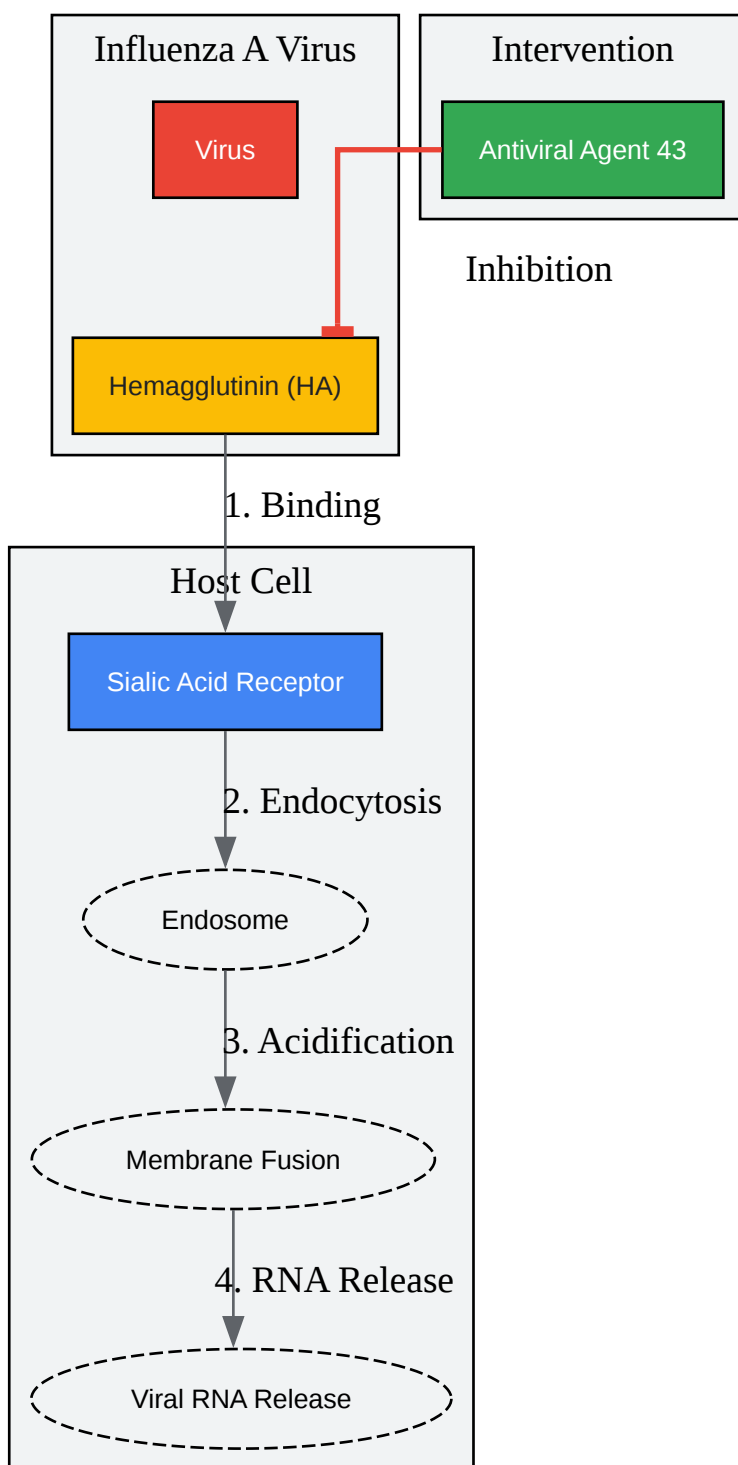 Influenza A Virus
Intervention
Virus
Antiviral Agent 43
Inhibition
Hemagglutinin (HA)
1. Binding
Host Cell
Sialic Acid Receptor
2. Endocytosis
Endosome
3. Acidification
Membrane Fusion
4. RNA Release
Viral RNA Release